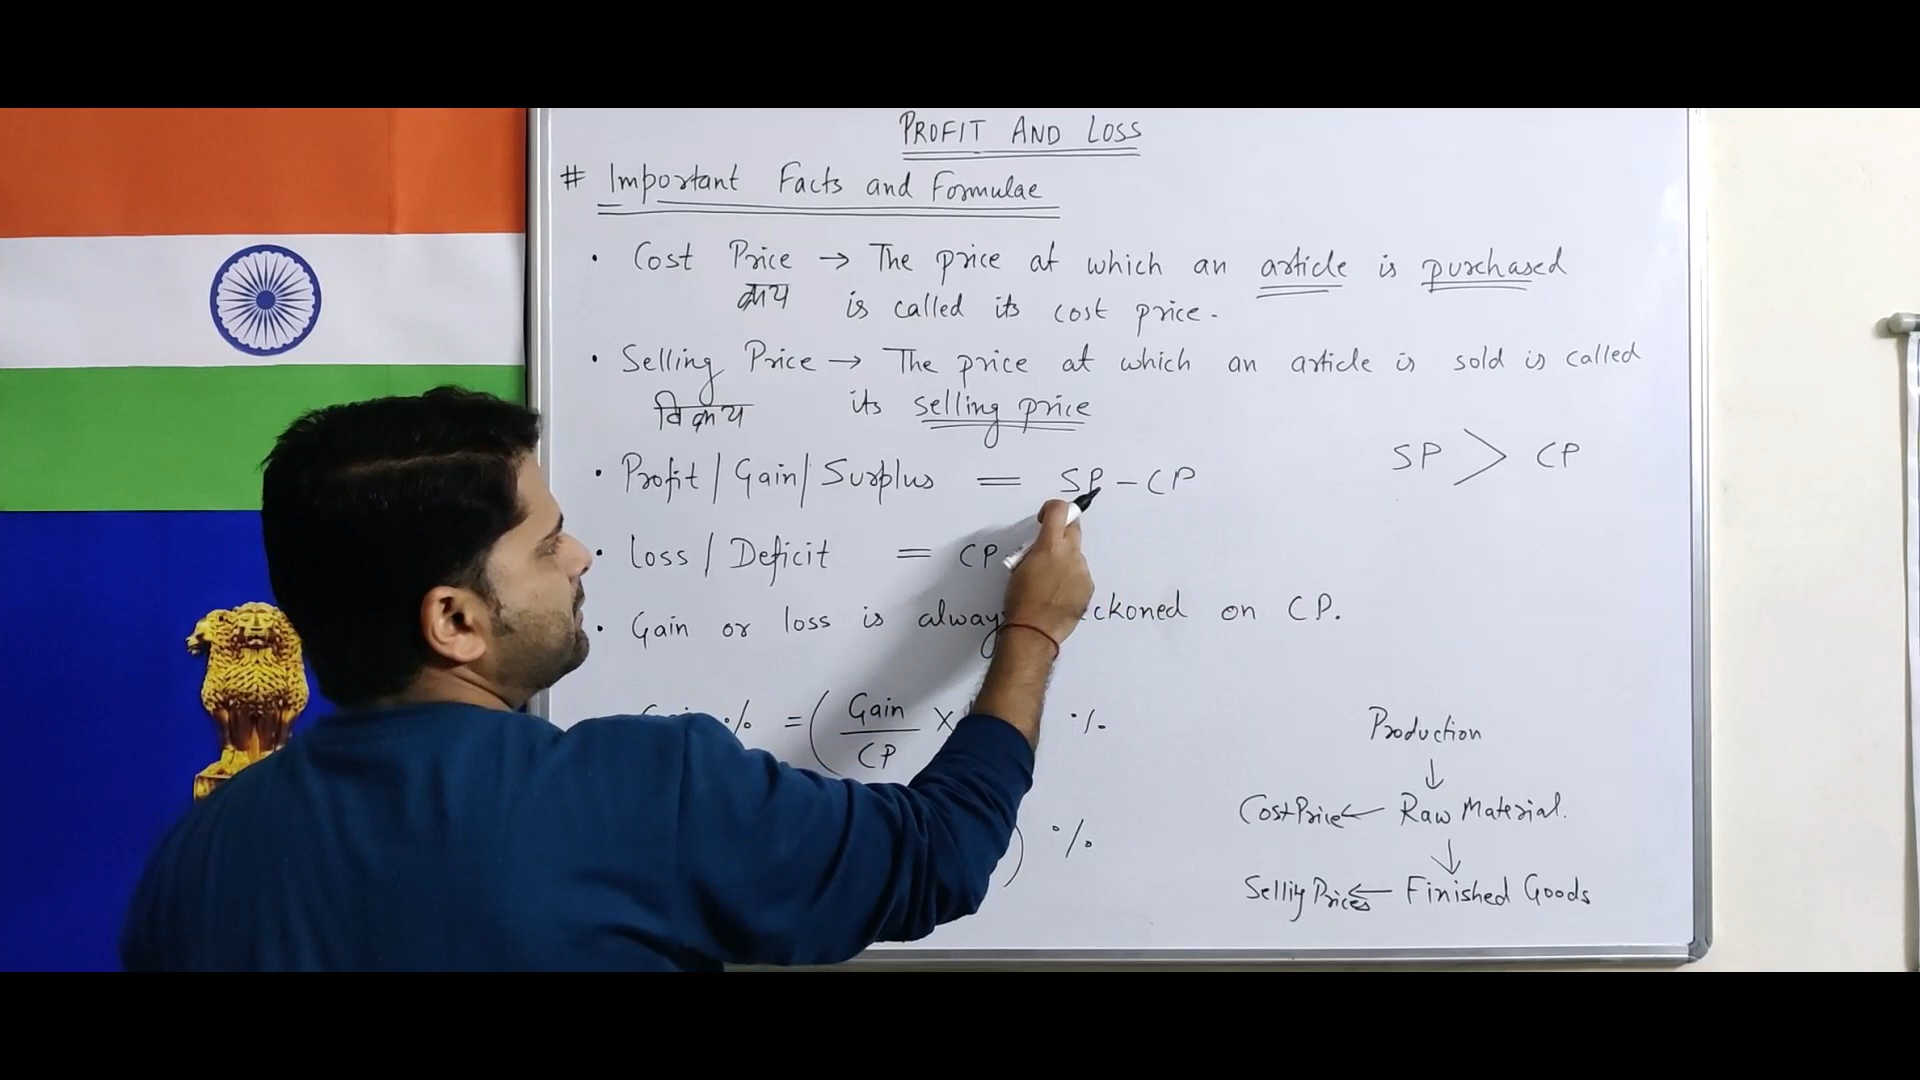 PROFIT AND LOSS
# Important Facts and Formulae
• Cost Price → The price at which an article is purchased
क्रय is called its cost price.
• Selling Price → The price at which an article is sold is called
विक्रय its selling price
• Profit / Gain / Surplus = SP - CP
SP > CP
• Loss / Deficit = CP
• Gain or loss is always on CP.
% = ( Gain / CP × %
) %
Production
↓
Cost Price ← Raw Material.
↓
Selling Prices ← Finished Goods